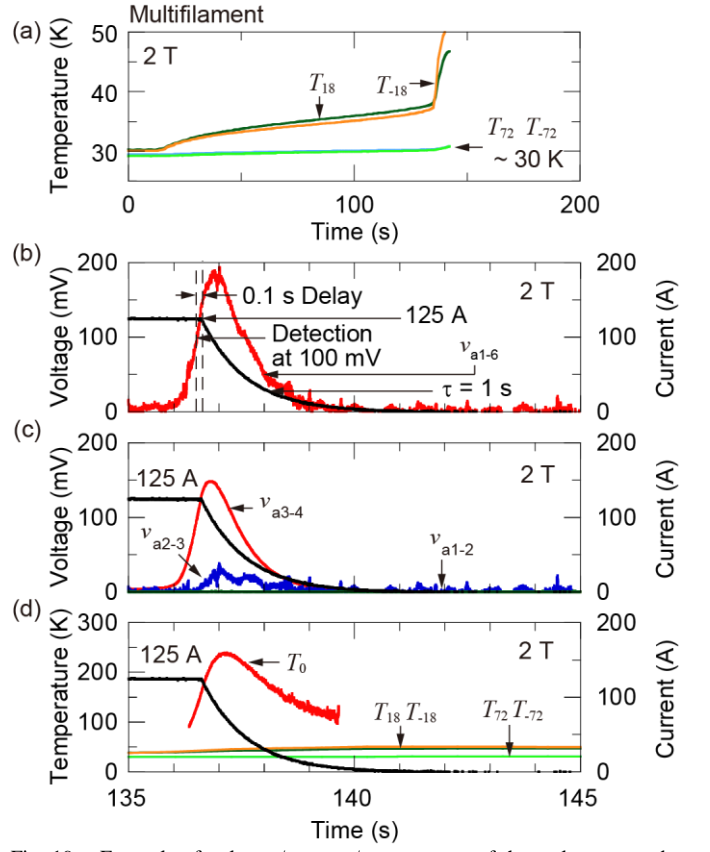 Multifilament
(a)
Temperature (K)
50
40
30
2 T
T18
T-18
T72 T-72
~ 30 K
0
100
200
Time (s)
(b)
Voltage (mV)
200
100
0
2 T
0.1 s Delay
125 A
Detection
at 100 mV
va1-6
τ = 1 s
200
100
0
Current (A)
(c)
Voltage (mV)
200
100
0
125 A
2 T
va3-4
va2-3
va1-2
200
100
0
Current (A)
(d)
Temperature (K)
300
200
100
0
125 A
2 T
T0
T18 T-18
T72 T-72
200
100
0
Current (A)
135
140
145
Time (s)